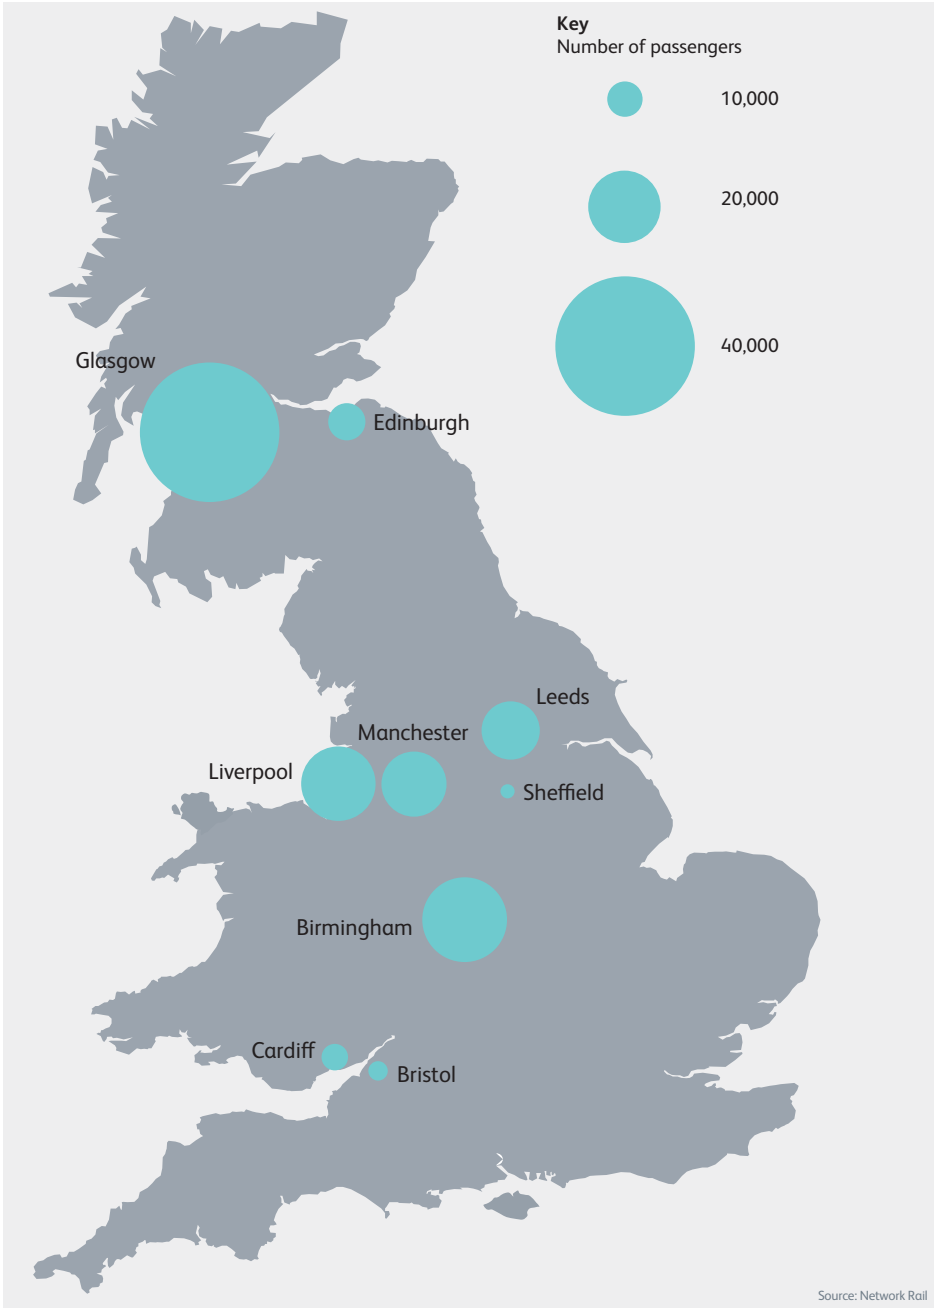 Key
Number of passengers
10,000
20,000
40,000
Glasgow
Edinburgh
Leeds
Manchester
Liverpool
Sheffield
Birmingham
Cardiff
Bristol
Source: Network Rail